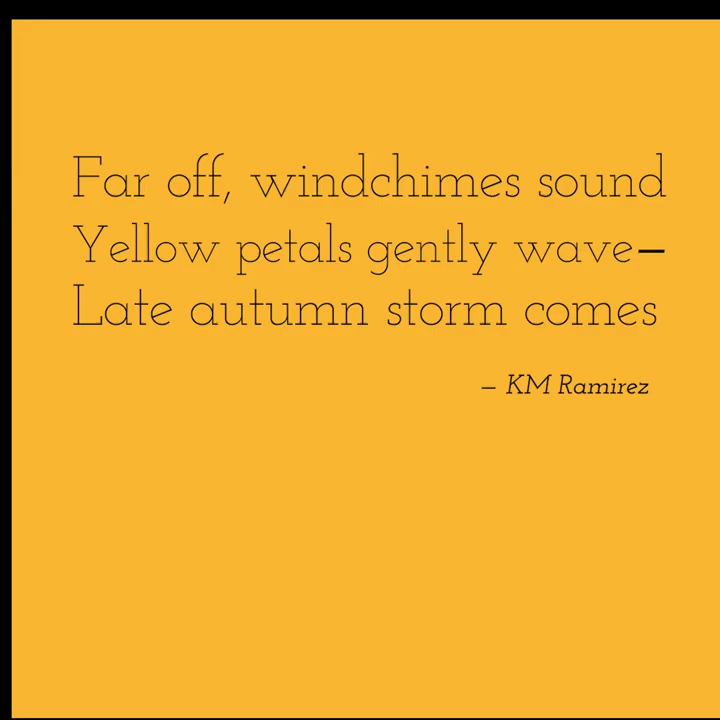 Far off, windchimes sound
Yellow petals gently wave—
Late autumn storm comes
— KM Ramirez